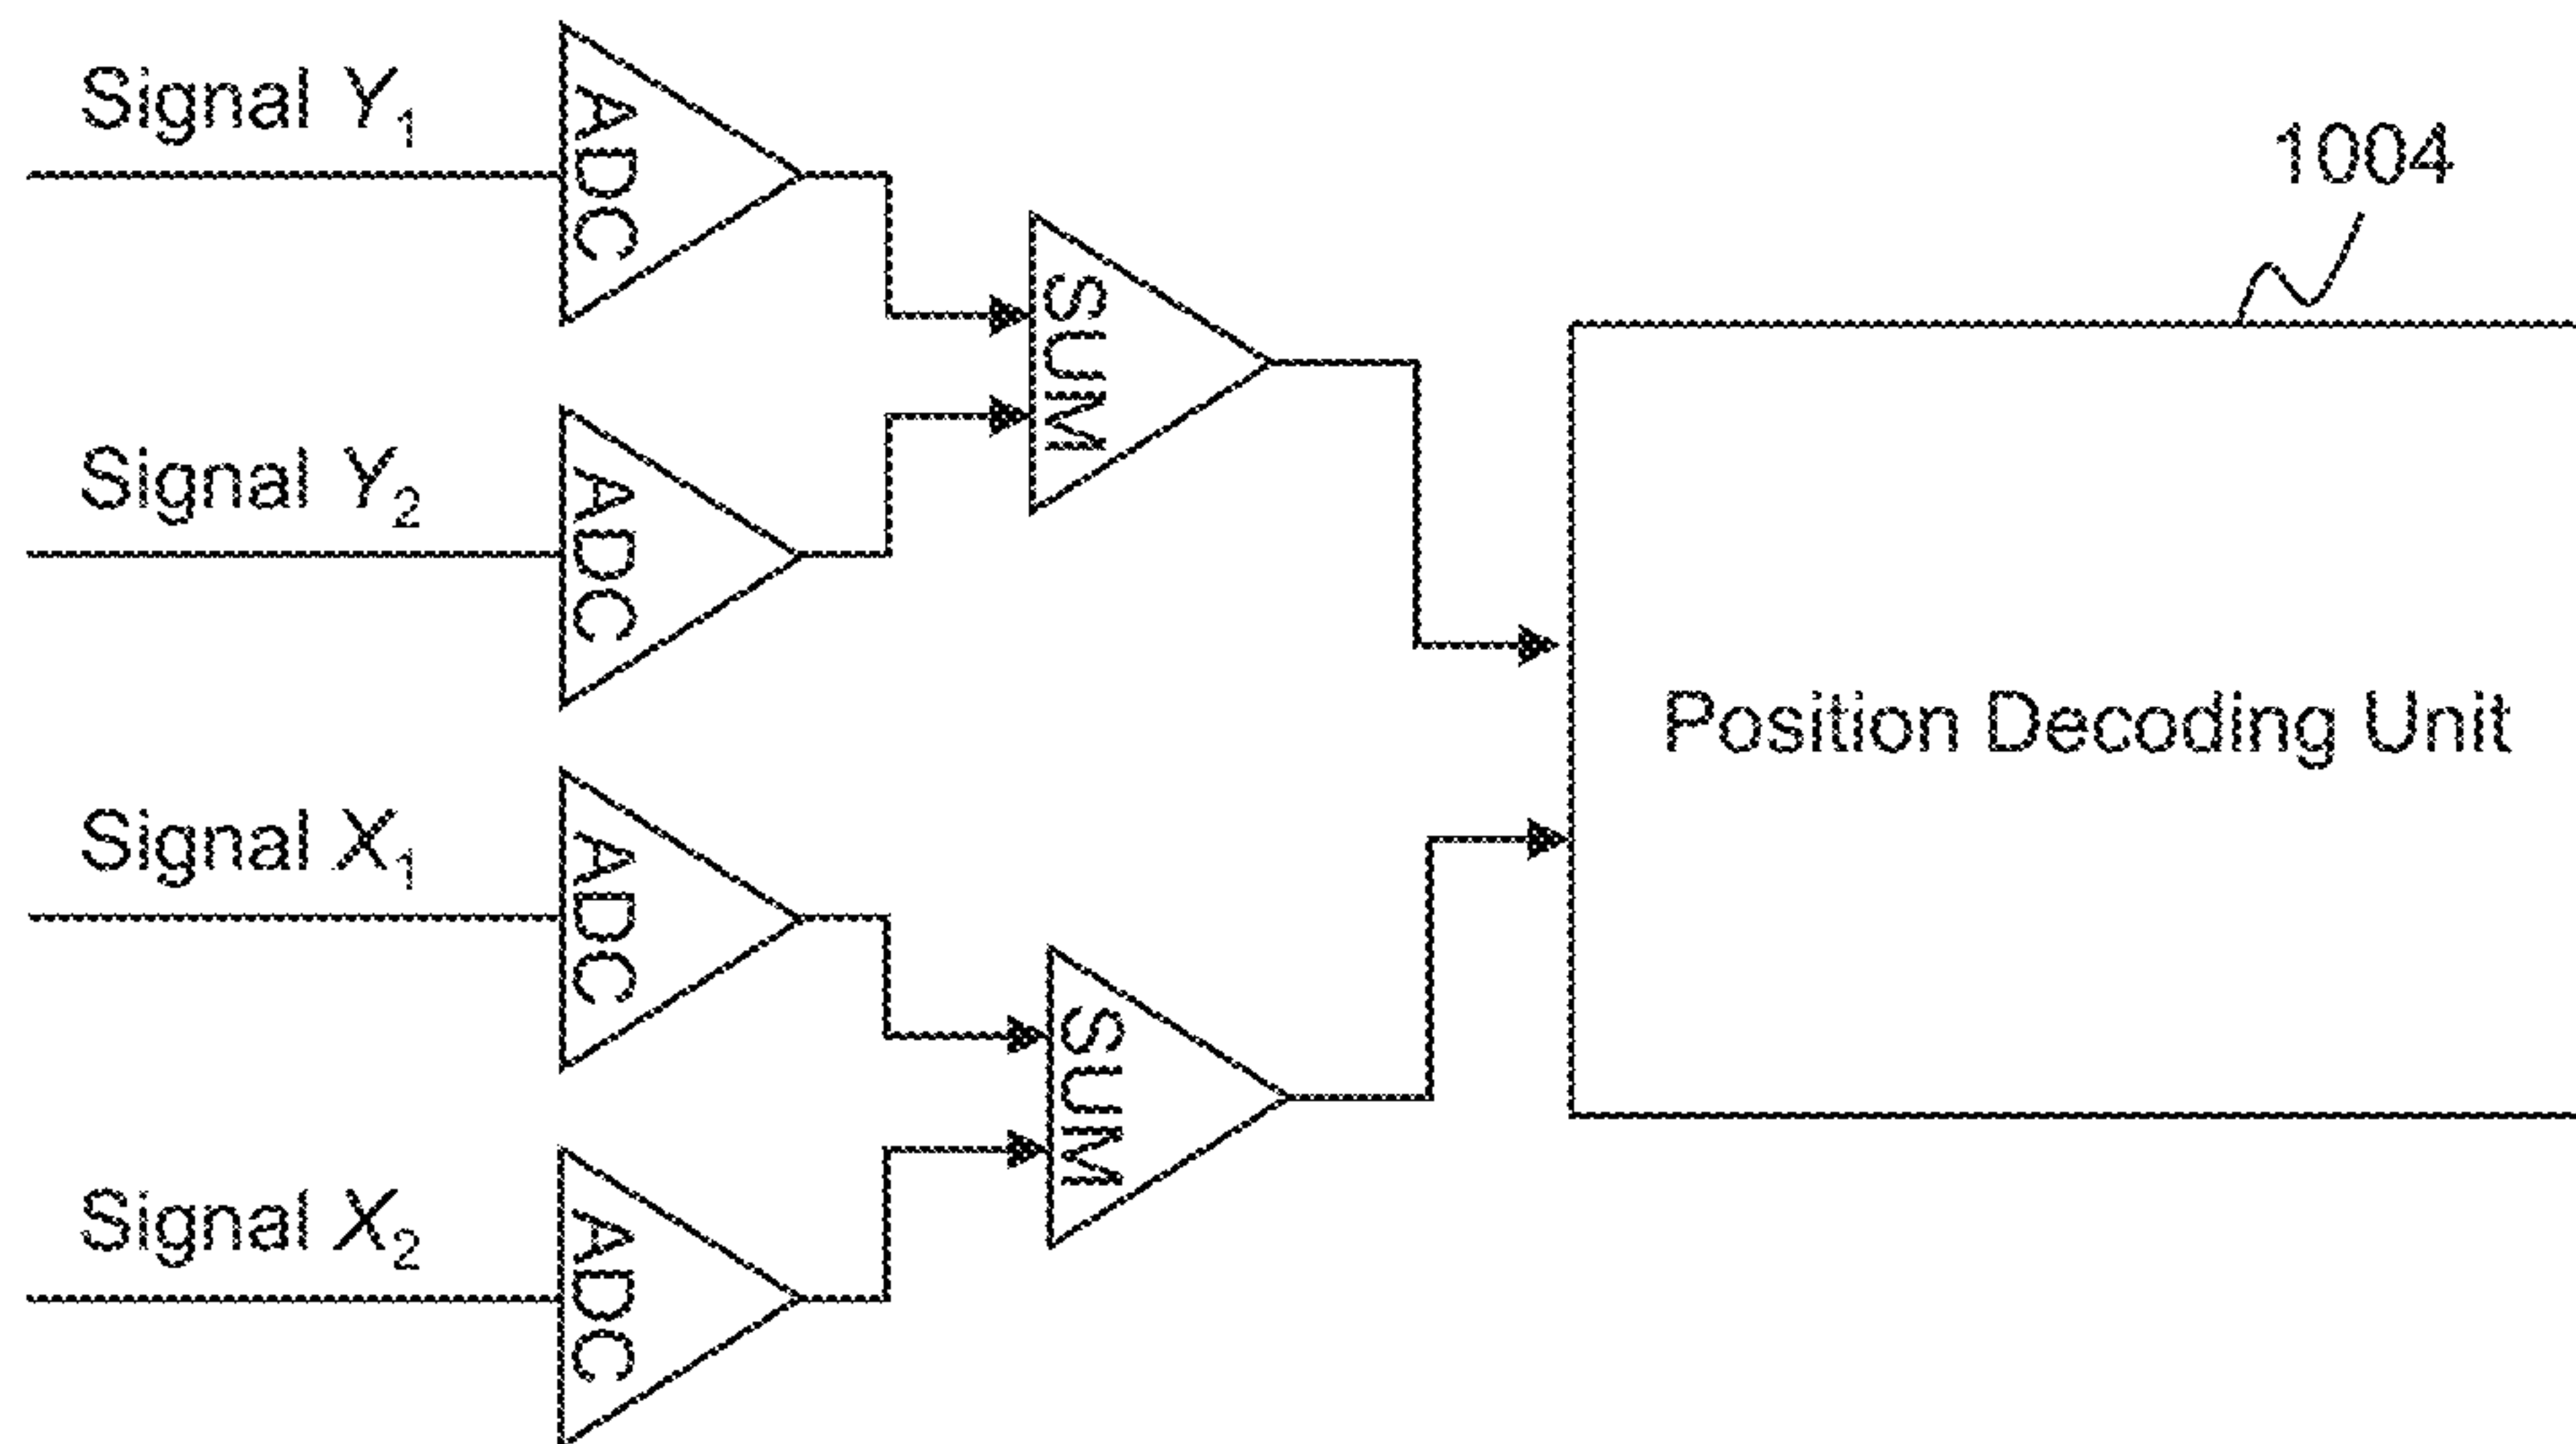 Signal Y₁
ADC
1004
SUM
Signal Y₂
ADC
Position Decoding Unit
Signal X₁
ADC
SUM
Signal X₂
ADC